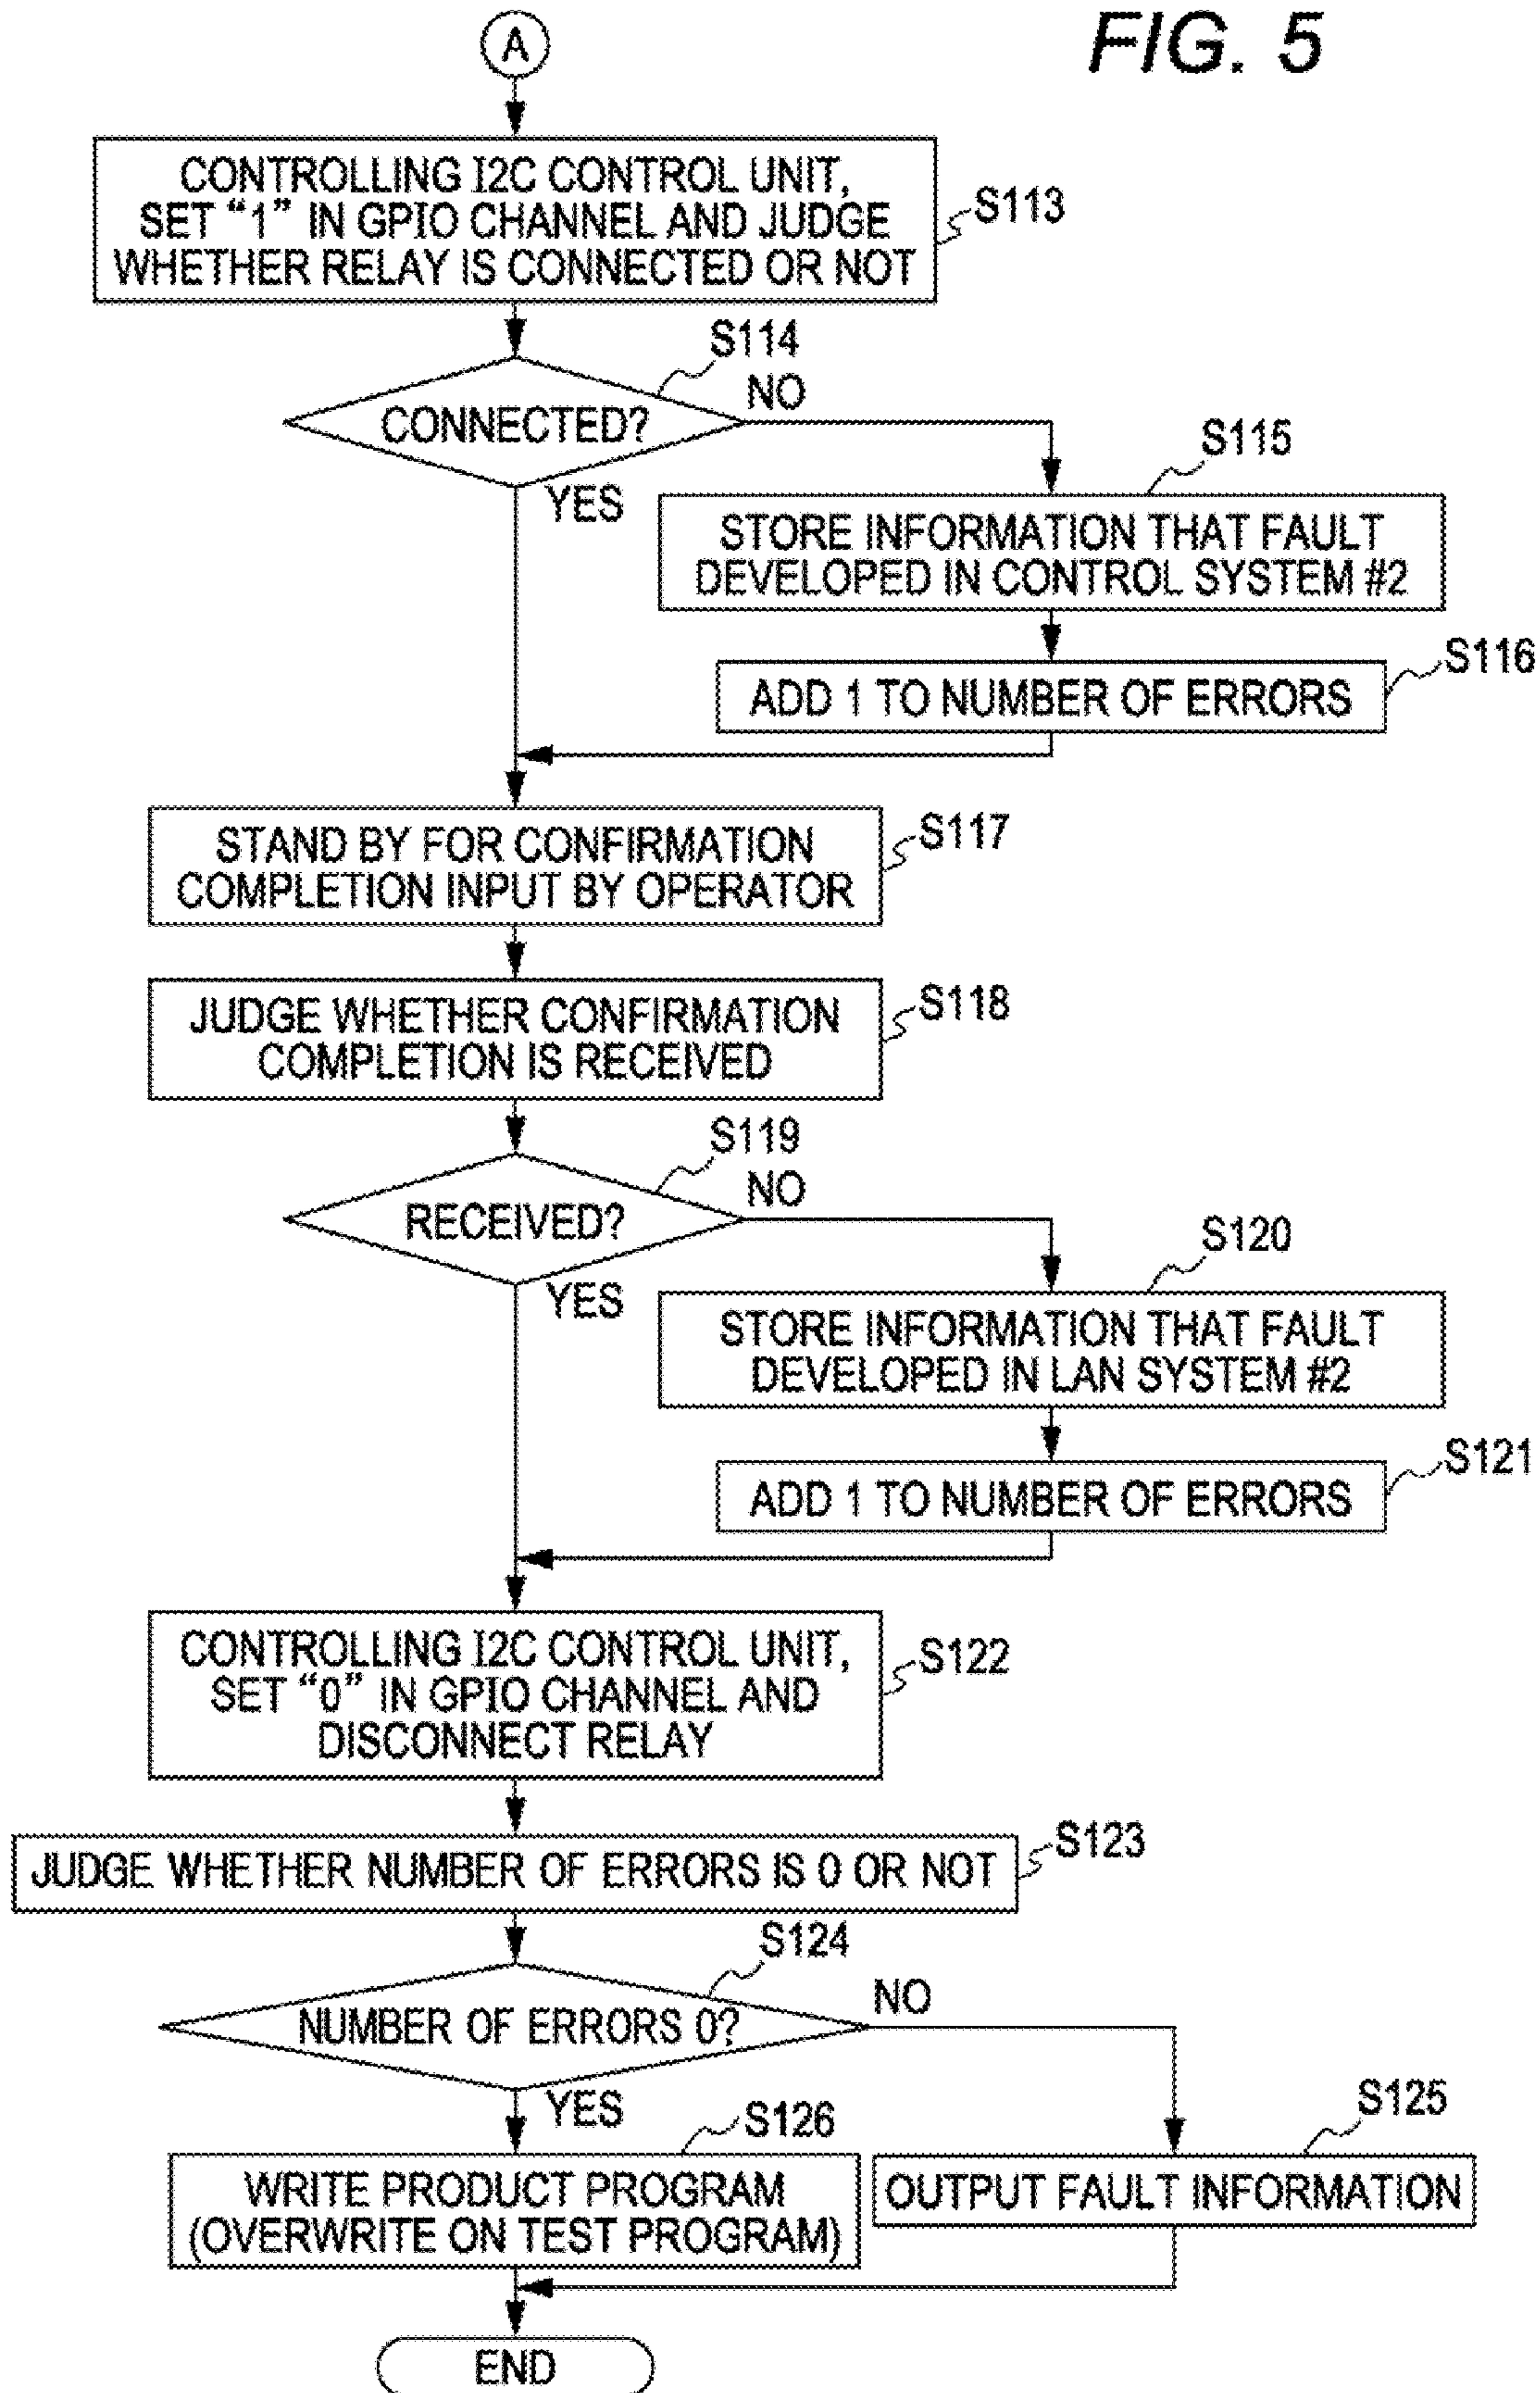 FIG. 5
A
CONTROLLING I2C CONTROL UNIT,
SET “1” IN GPIO CHANNEL AND JUDGE
WHETHER RELAY IS CONNECTED OR NOT
S113
S114
CONNECTED?
NO
YES
S115
STORE INFORMATION THAT FAULT
DEVELOPED IN CONTROL SYSTEM #2
S116
ADD 1 TO NUMBER OF ERRORS
STAND BY FOR CONFIRMATION
COMPLETION INPUT BY OPERATOR
S117
JUDGE WHETHER CONFIRMATION
COMPLETION IS RECEIVED
S118
S119
RECEIVED?
NO
YES
S120
STORE INFORMATION THAT FAULT
DEVELOPED IN LAN SYSTEM #2
S121
ADD 1 TO NUMBER OF ERRORS
CONTROLLING I2C CONTROL UNIT,
SET “0” IN GPIO CHANNEL AND
DISCONNECT RELAY
S122
JUDGE WHETHER NUMBER OF ERRORS IS 0 OR NOT
S123
S124
NUMBER OF ERRORS 0?
NO
YES
S126
WRITE PRODUCT PROGRAM
(OVERWRITE ON TEST PROGRAM)
S125
OUTPUT FAULT INFORMATION
END